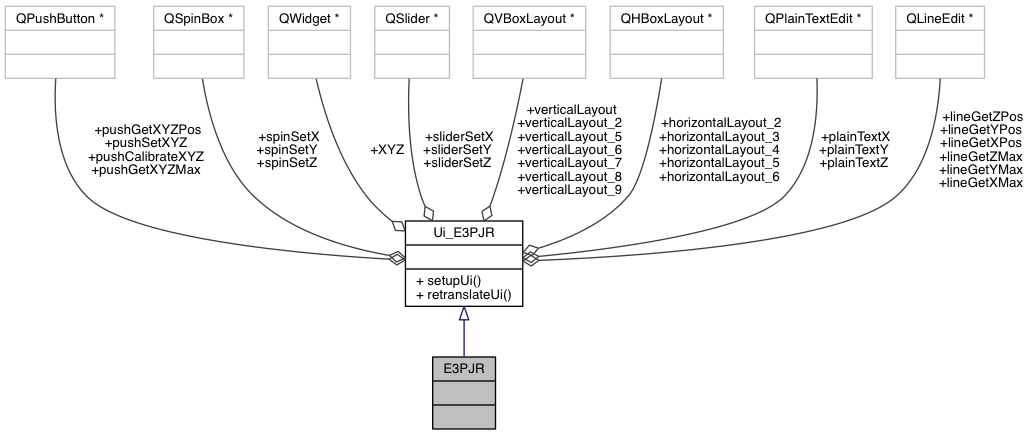 QPushButton *
QSpinBox *
QWidget *
QSlider *
QVBoxLayout *
QHBoxLayout *
QPlainTextEdit *
QLineEdit *
+pushGetXYZPos
+pushSetXYZ
+pushCalibrateXYZ
+pushGetXYZMax
+spinSetX
+spinSetY
+spinSetZ
+XYZ
+sliderSetX
+sliderSetY
+sliderSetZ
+verticalLayout
+verticalLayout_2
+verticalLayout_5
+verticalLayout_6
+verticalLayout_7
+verticalLayout_8
+verticalLayout_9
+horizontalLayout_2
+horizontalLayout_3
+horizontalLayout_4
+horizontalLayout_5
+horizontalLayout_6
+plainTextX
+plainTextY
+plainTextZ
+lineGetZPos
+lineGetYPos
+lineGetXPos
+lineGetZMax
+lineGetYMax
+lineGetXMax
Ui_E3PJR
+ setupUi()
+ retranslateUi()
E3PJR